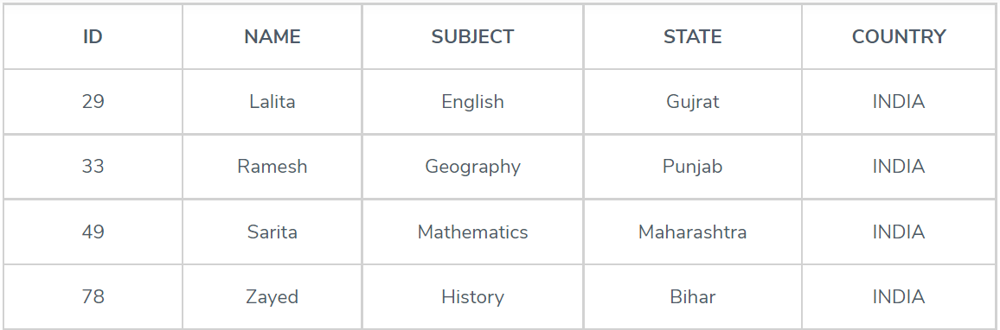 ID NAME SUBJECT STATE COUNTRY
29 Lalita English Gujrat INDIA
33 Ramesh Geography Punjab INDIA
49 Sarita Mathematics Maharashtra INDIA
78 Zayed History Bihar INDIA